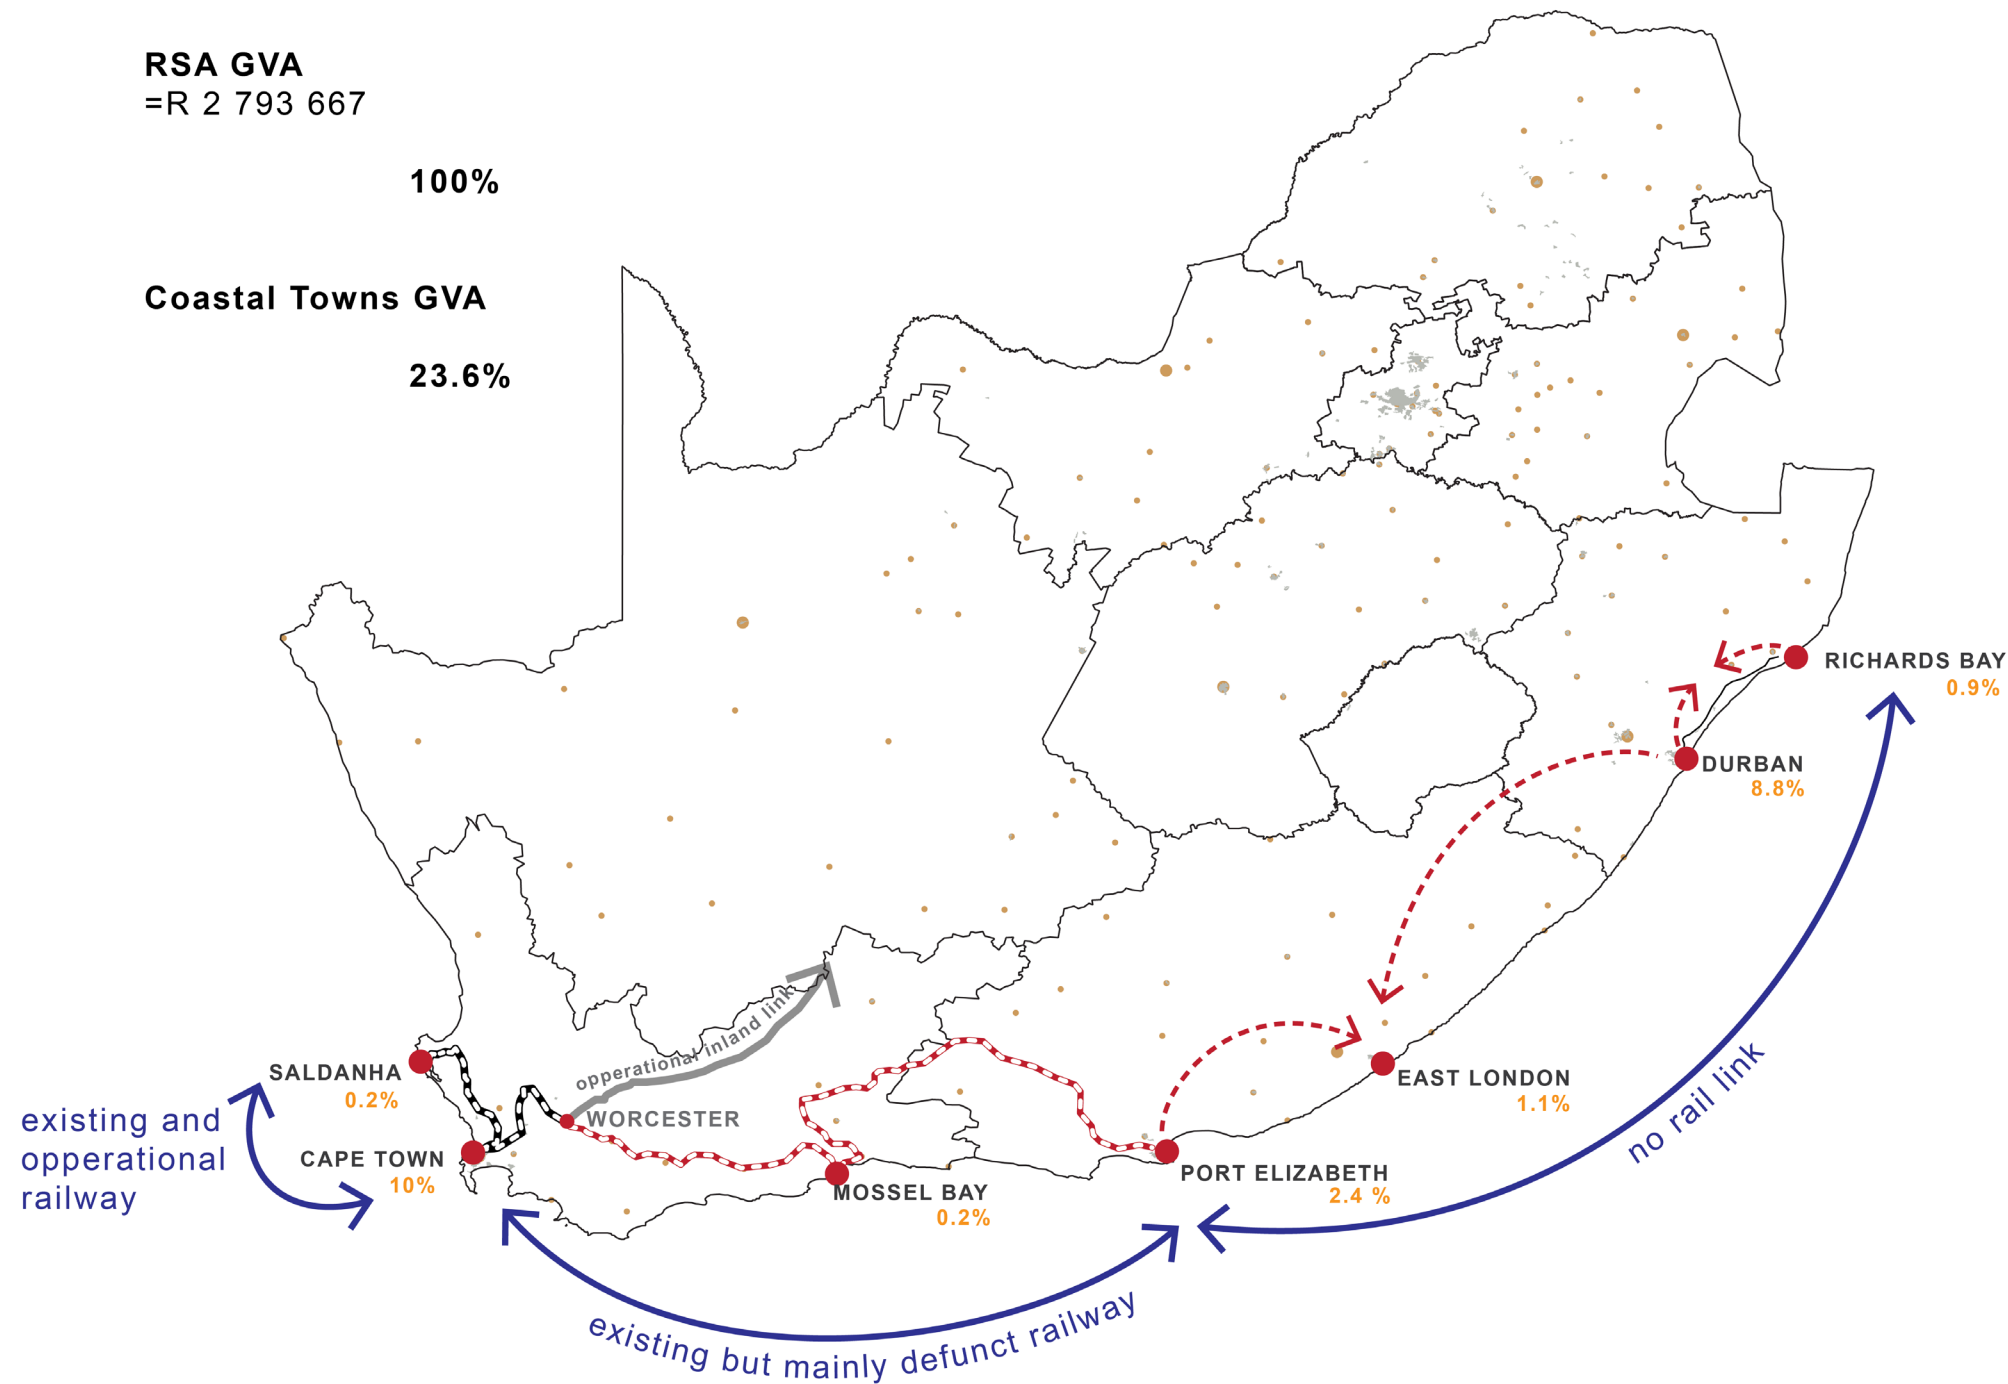 RSA GVA
=R 2 793 667
100%
Coastal Towns GVA
23.6%
RICHARDS BAY
0.9%
DURBAN
8.8%
opperational inland link
SALDANHA
0.2%
EAST LONDON
1.1%
no rail link
WORCESTER
existing and
opperational
railway
CAPE TOWN
10%
MOSSEL BAY
0.2%
PORT ELIZABETH
2.4 %
existing but mainly defunct railway